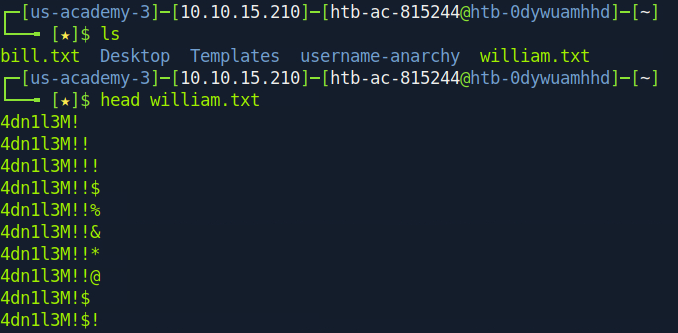 ┌─[us-academy-3]─[10.10.15.210]─[htb-ac-815244@htb-0dywuamhhd]─[~]
└──╼ [★]$ ls
bill.txt  Desktop  Templates  username-anarchy  william.txt
┌─[us-academy-3]─[10.10.15.210]─[htb-ac-815244@htb-0dywuamhhd]─[~]
└──╼ [★]$ head william.txt
4dn1l3M!
4dn1l3M!!
4dn1l3M!!!
4dn1l3M!!$
4dn1l3M!!%
4dn1l3M!!&
4dn1l3M!!*
4dn1l3M!!@
4dn1l3M!$
4dn1l3M!$!